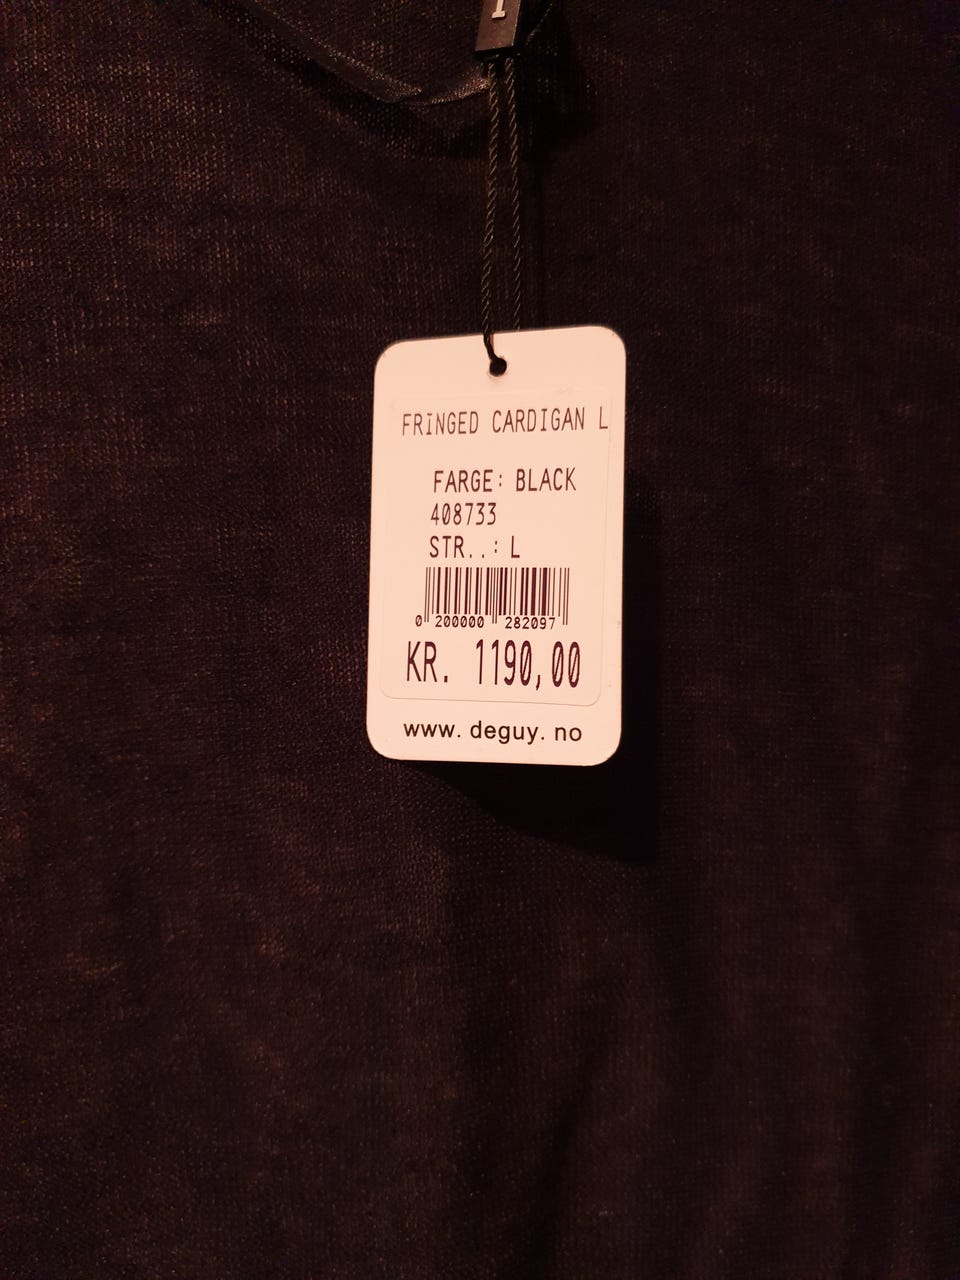 FRINGED CARDIGAN L
FARGE: BLACK
408733
STR..: L
0 200000 282097
KR. 1190,00
www.deguy.no